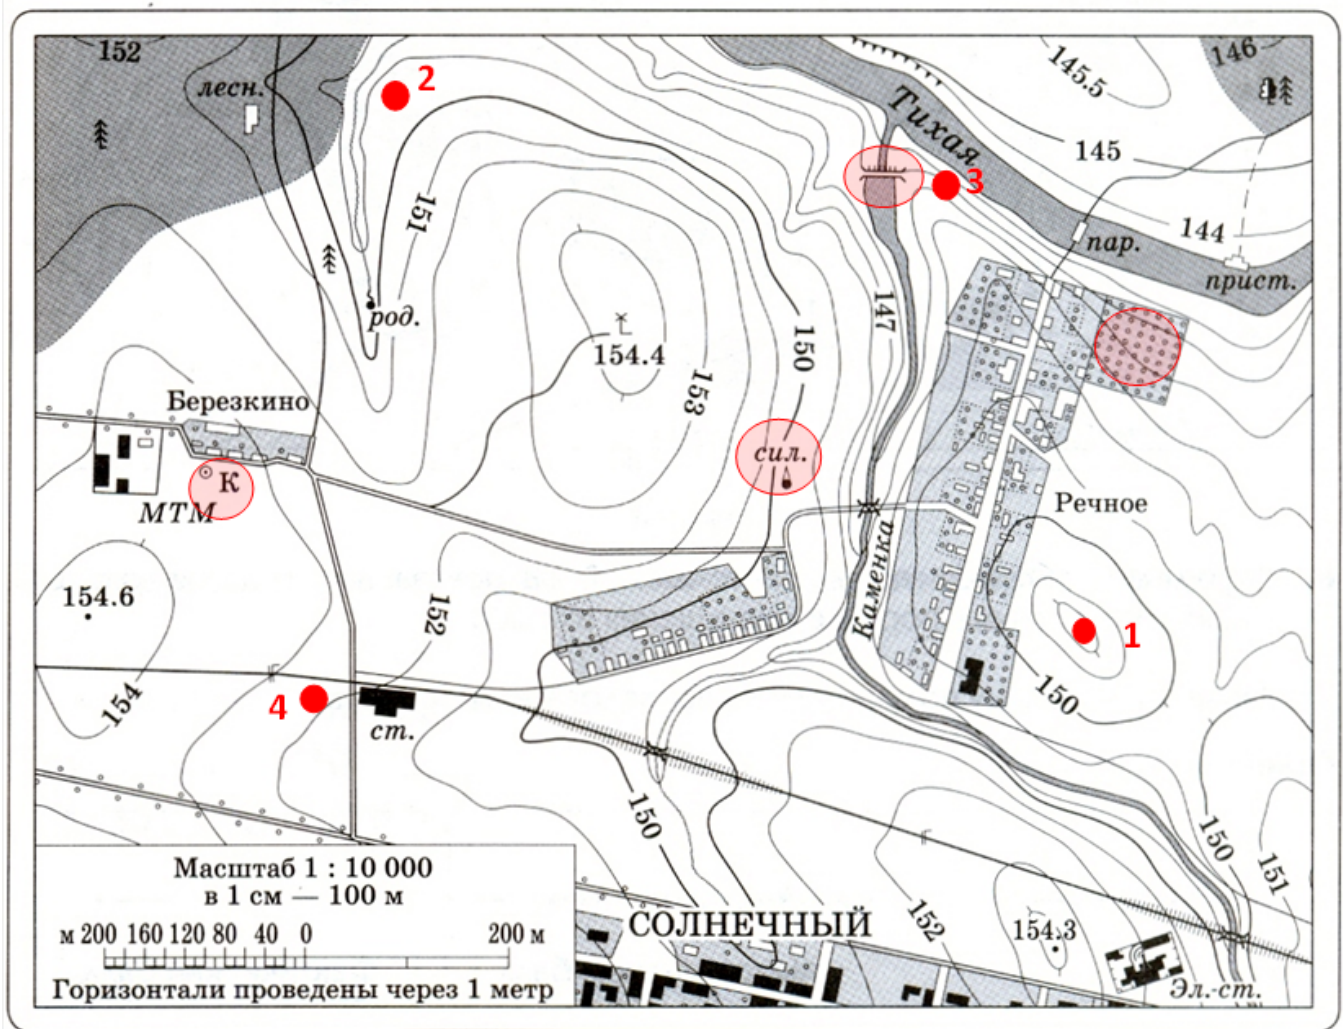 152
лесн.
2
Тихая
145.5
146
145
3
144
пар.
прист.
151
род.
154.4
153
150
147
Березкино
сил.
К
МТМ
Речное
154.6
152
Каменка
1
150
154
4
ст.
150
150
151
152
СОЛНЕЧНЫЙ
154.3
Эл.-ст.
Масштаб 1 : 10 000
в 1 см — 100 м
м 200 160 120 80 40 0 200 м
Горизонтали проведены через 1 метр